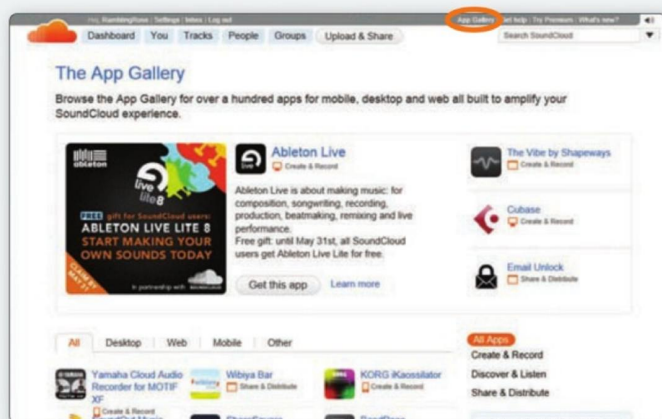 Hej, RamblingRose | Settings | Inbox | Log out
App Gallery | Get help | Try Premium | What's new?
Dashboard You Tracks People Groups Upload & Share
Search SoundCloud
The App Gallery
Browse the App Gallery for over a hundred apps for mobile, desktop and web all built to amplify your
SoundCloud experience.
ableton
live
lite 8
FREE gift for SoundCloud users:
ABLETON LIVE LITE 8
START MAKING YOUR
OWN SOUNDS TODAY
CLAIM BY
MAY 31
In partnership with SOUNDCLOUD
live
Ableton Live
Create & Record
Ableton Live is about making music: for
composition, songwriting, recording,
production, beatmaking, remixing and live
performance.
Free gift: until May 31st, all SoundCloud
users get Ableton Live Lite for free.
Get this app Learn more
The Vibe by Shapeways
Create & Record
Cubase
Create & Record
Email Unlock
Share & Distribute
All Desktop Web Mobile Other
Yamaha Cloud Audio
Recorder for MOTIF
XF
Create & Record
Wibiya Bar
Share & Distribute
KORG iKaossilator
Create & Record
All Apps
Create & Record
Discover & Listen
Share & Distribute